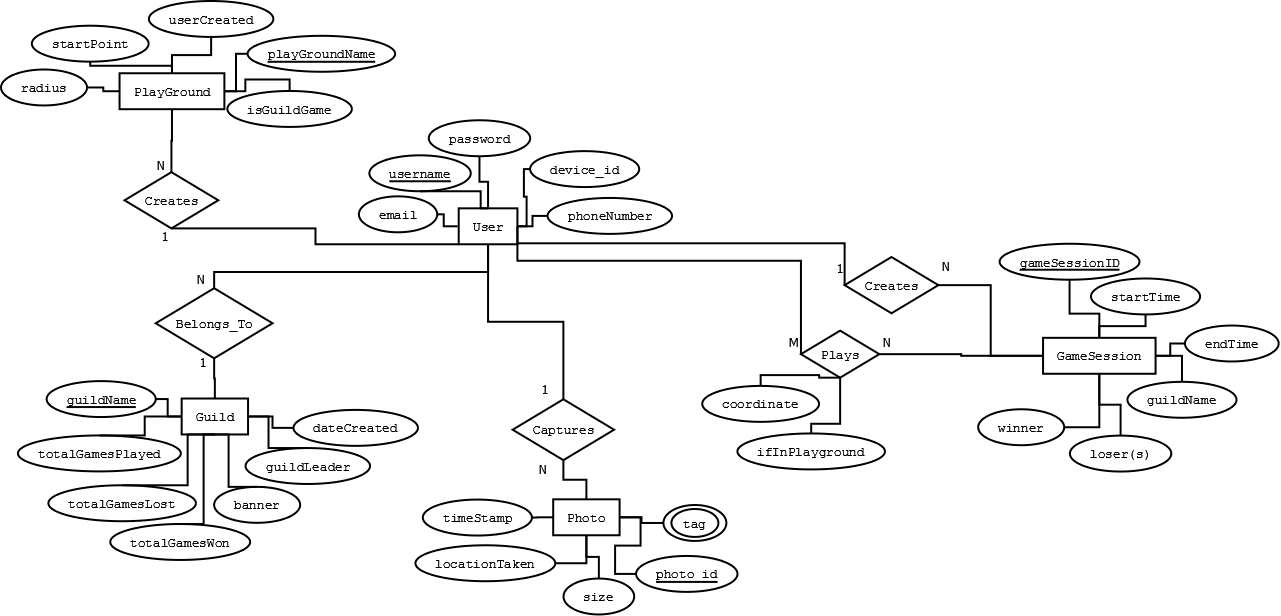 userCreated
startPoint
playGroundName
radius
PlayGround
isGuildGame
N
Creates
1
password
username
device_id
email
phoneNumber
User
1
Creates
N
gameSessionID
startTime
endTime
GameSession
guildName
winner
loser(s)
M
Plays
N
coordinate
ifInPlayground
N
Belongs_To
1
guildName
Guild
dateCreated
totalGamesPlayed
guildLeader
totalGamesLost
banner
totalGamesWon
1
Captures
N
timeStamp
Photo
tag
locationTaken
photo id
size